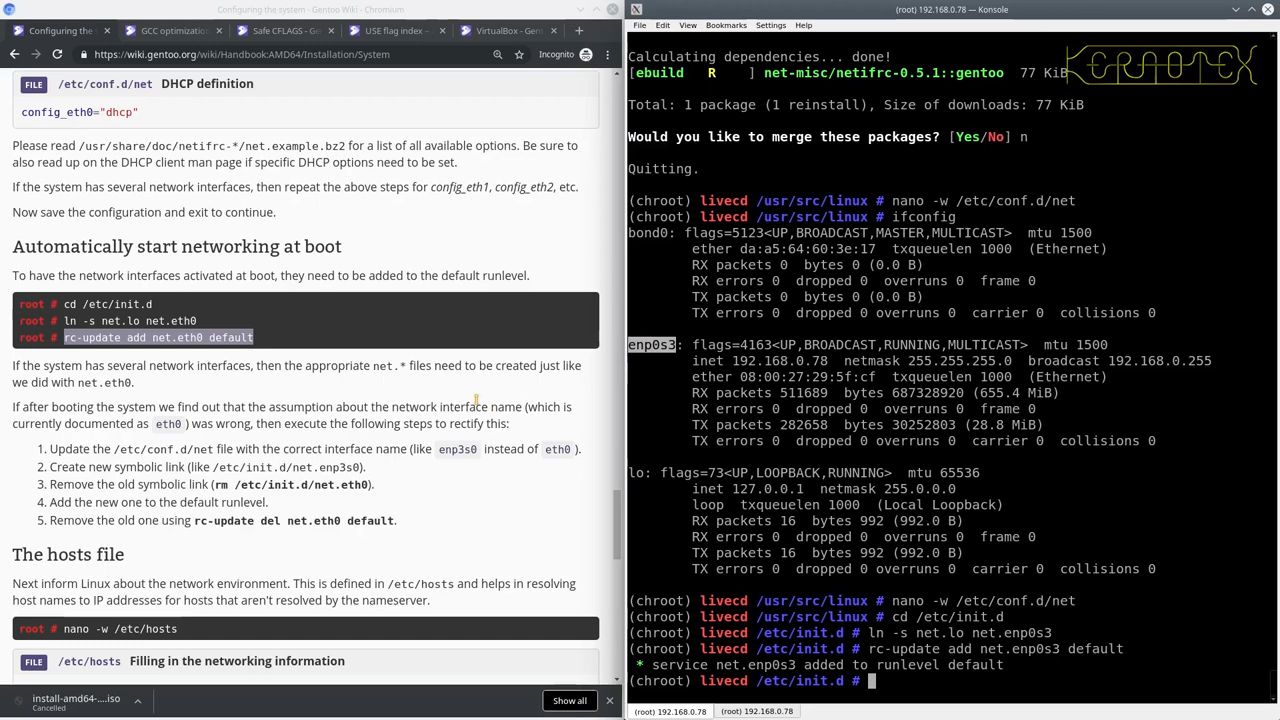 Configuring the system - Gentoo Wiki - Chromium
Configuring the
GCC optimization
Safe CFLAGS -
USE flag index –
VirtualBox - Gen
https://wiki.gentoo.org/wiki/Handbook:AMD64/Installation/System
Incognito
FILE /etc/conf.d/net DHCP definition
config_eth0="dhcp"
Please read /usr/share/doc/netifrc-*/net.example.bz2 for a list of all available options. Be sure to
also read up on the DHCP client man page if specific DHCP options need to be set.
If the system has several network interfaces, then repeat the above steps for config_eth1, config_eth2, etc.
Now save the configuration and exit to continue.
Automatically start networking at boot
To have the network interfaces activated at boot, they need to be added to the default runlevel.
root # cd /etc/init.d
root # ln -s net.lo net.eth0
root # rc-update add net.eth0 default
If the system has several network interfaces, then the appropriate net.* files need to be created just like
we did with net.eth0.
If after booting the system we find out that the assumption about the network interface name (which is
currently documented as eth0 ) was wrong, then execute the following steps to rectify this:
1. Update the /etc/conf.d/net file with the correct interface name (like enp3s0 instead of eth0 ).
2. Create new symbolic link (like /etc/init.d/net.enp3s0).
3. Remove the old symbolic link (rm /etc/init.d/net.eth0).
4. Add the new one to the default runlevel.
5. Remove the old one using rc-update del net.eth0 default.
The hosts file
Next inform Linux about the network environment. This is defined in /etc/hosts and helps in resolving
host names to IP addresses for hosts that aren't resolved by the nameserver.
root # nano -w /etc/hosts
FILE /etc/hosts Filling in the networking information
install-amd64-....iso
Cancelled
Show all
(root) 192.168.0.78 — Konsole
File Edit View Bookmarks Settings Help
KERAOTEX
Calculating dependencies... done!
[ebuild   R    ] net-misc/netifrc-0.5.1::gentoo  77 KiB
Total: 1 package (1 reinstall), Size of downloads: 77 KiB
Would you like to merge these packages? [Yes/No] n
Quitting.
(chroot) livecd /usr/src/linux # nano -w /etc/conf.d/net
(chroot) livecd /usr/src/linux # ifconfig
bond0: flags=5123<UP,BROADCAST,MASTER,MULTICAST>  mtu 1500
ether da:a5:64:60:3e:17  txqueuelen 1000  (Ethernet)
RX packets 0  bytes 0 (0.0 B)
RX errors 0  dropped 0  overruns 0  frame 0
TX packets 0  bytes 0 (0.0 B)
TX errors 0  dropped 0 overruns 0  carrier 0  collisions 0
enp0s3: flags=4163<UP,BROADCAST,RUNNING,MULTICAST>  mtu 1500
inet 192.168.0.78  netmask 255.255.255.0  broadcast 192.168.0.255
ether 08:00:27:29:5f:cf  txqueuelen 1000  (Ethernet)
RX packets 511689  bytes 687328920 (655.4 MiB)
RX errors 0  dropped 0  overruns 0  frame 0
TX packets 282658  bytes 30252803 (28.8 MiB)
TX errors 0  dropped 0 overruns 0  carrier 0  collisions 0
lo: flags=73<UP,LOOPBACK,RUNNING>  mtu 65536
inet 127.0.0.1  netmask 255.0.0.0
loop  txqueuelen 1000  (Local Loopback)
RX packets 16  bytes 992 (992.0 B)
RX errors 0  dropped 0  overruns 0  frame 0
TX packets 16  bytes 992 (992.0 B)
TX errors 0  dropped 0 overruns 0  carrier 0  collisions 0
(chroot) livecd /usr/src/linux # nano -w /etc/conf.d/net
(chroot) livecd /usr/src/linux # cd /etc/init.d
(chroot) livecd /etc/init.d # ln -s net.lo net.enp0s3
(chroot) livecd /etc/init.d # rc-update add net.enp0s3 default
* service net.enp0s3 added to runlevel default
(chroot) livecd /etc/init.d #
(root) 192.168.0.78
(root) 192.168.0.78